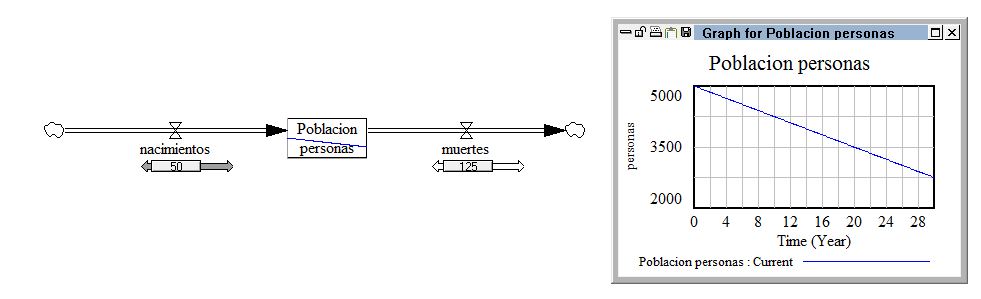 nacimientos
50
Poblacion
personas
muertes
125
Graph for Poblacion personas
Poblacion personas
5000
3500
2000
personas
0 4 8 12 16 20 24 28
Time (Year)
Poblacion personas : Current